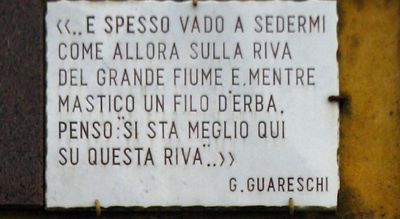 <<..E SPESSO VADO A SEDERMI
COME ALLORA SULLA RIVA
DEL GRANDE FIUME E.MENTRE
MASTICO UN FILO D'ERBA.
PENSO:"SI STA MEGLIO QUI
SU QUESTA RIVA"..>>
G.GUARESCHI